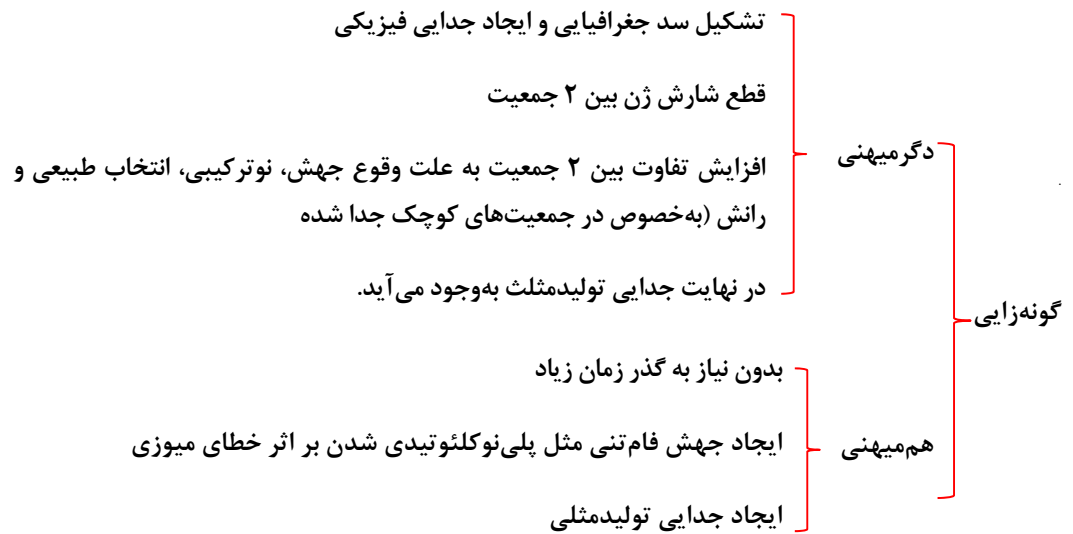 گونه‌زایی
دگرمیهنی
تشکیل سد جغرافیایی و ایجاد جدایی فیزیکی
قطع شارش ژن بین ۲ جمعیت
افزایش تفاوت بین ۲ جمعیت به علت وقوع جهش، نوترکیبی، انتخاب طبیعی و
رانش (به‌خصوص در جمعیت‌های کوچک جدا شده
در نهایت جدایی تولیدمثلث به‌وجود می‌آید.
هم‌میهنی
بدون نیاز به گذر زمان زیاد
ایجاد جهش فام‌تنی مثل پلی‌نوکلئوتیدی شدن بر اثر خطای میوزی
ایجاد جدایی تولیدمثلی